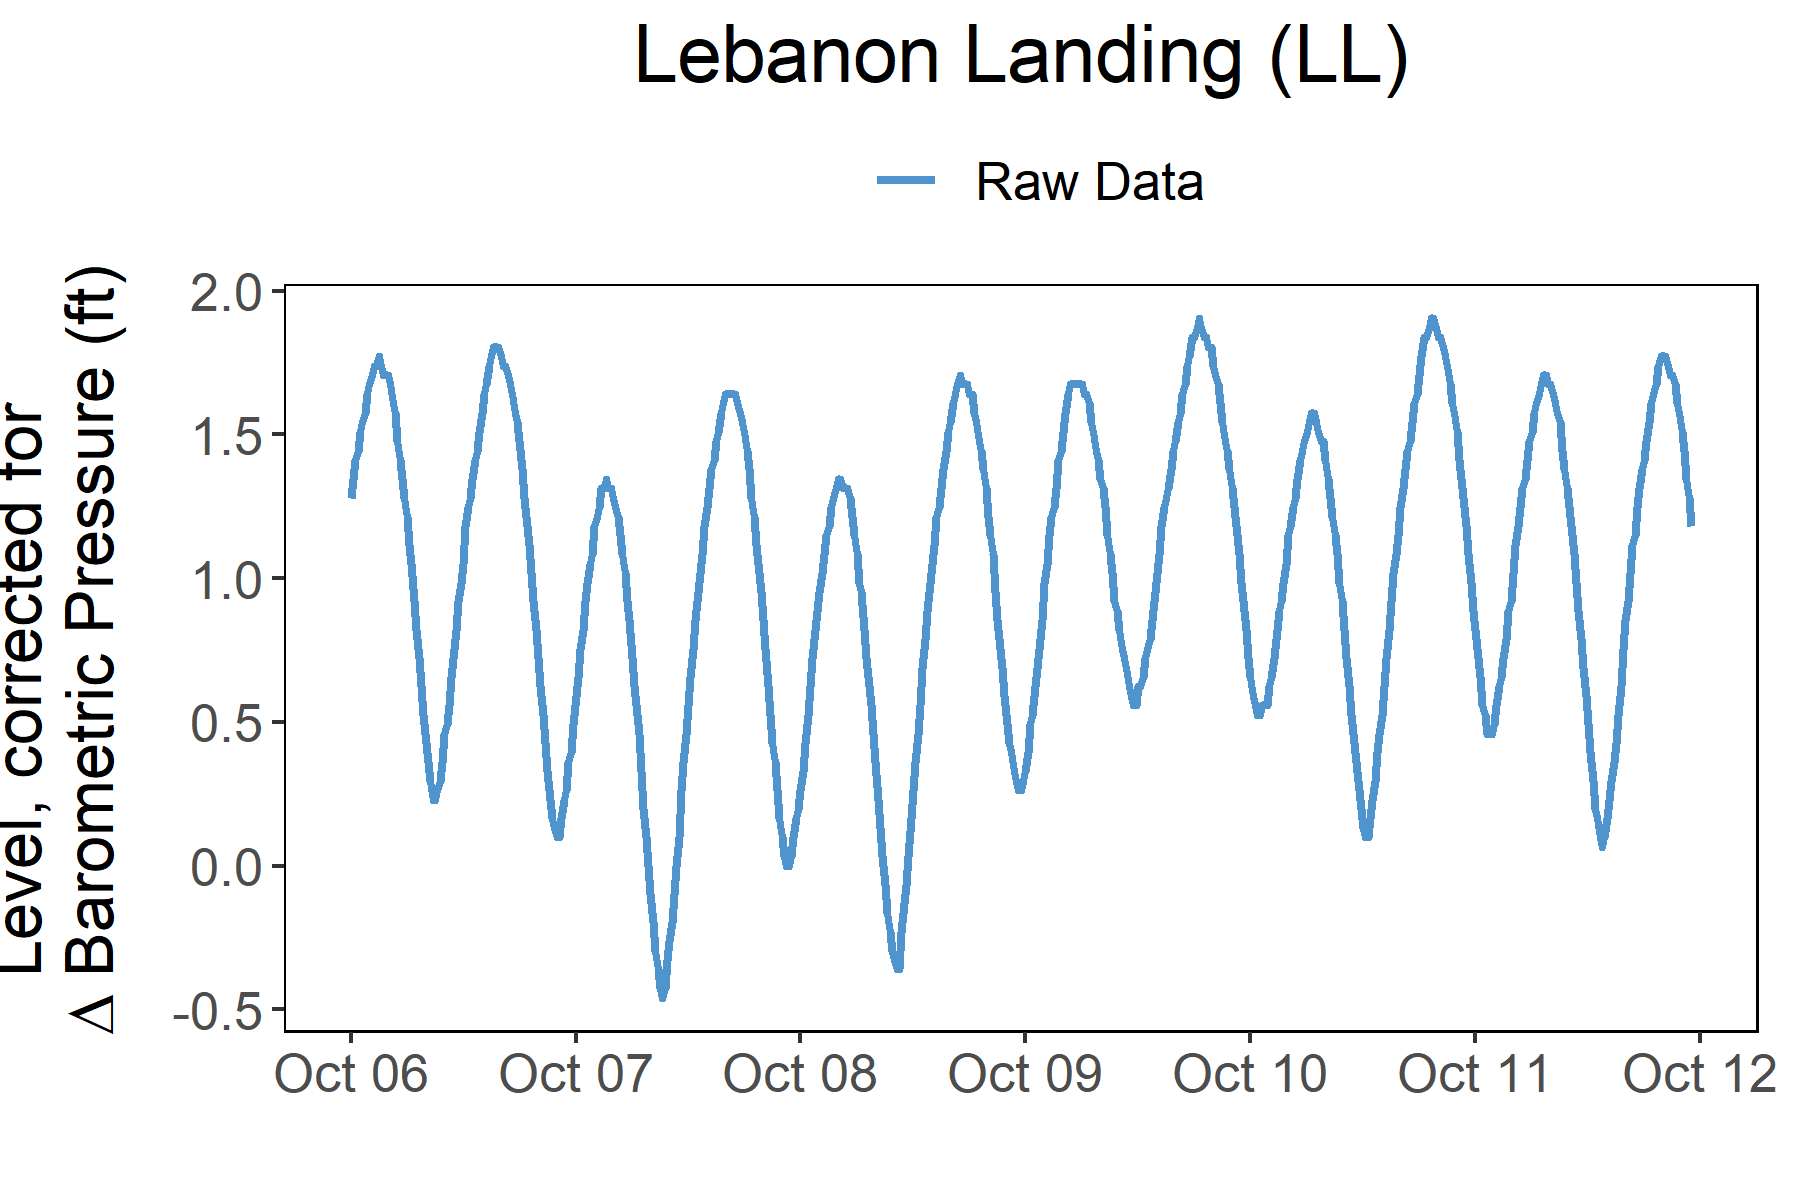 Lebanon Landing (LL)
Raw Data
Level, corrected for
Δ Barometric Pressure (ft)
2.0
1.5
1.0
0.5
0.0
-0.5
Oct 06 Oct 07 Oct 08 Oct 09 Oct 10 Oct 11 Oct 12